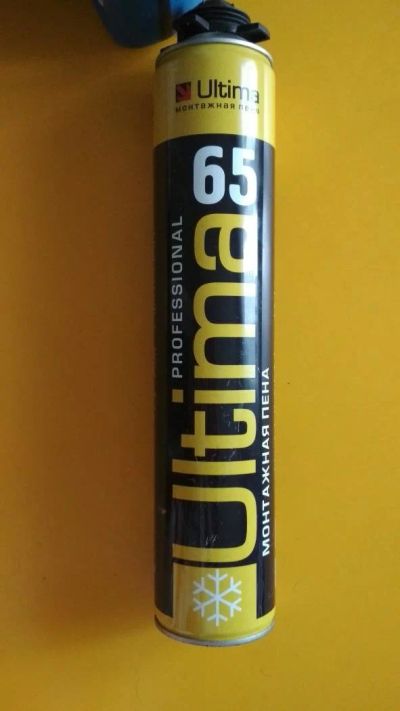 Ultima
монтажная пена
65
PROFESSIONAL
Ultima
МОНТАЖНАЯ ПЕНА